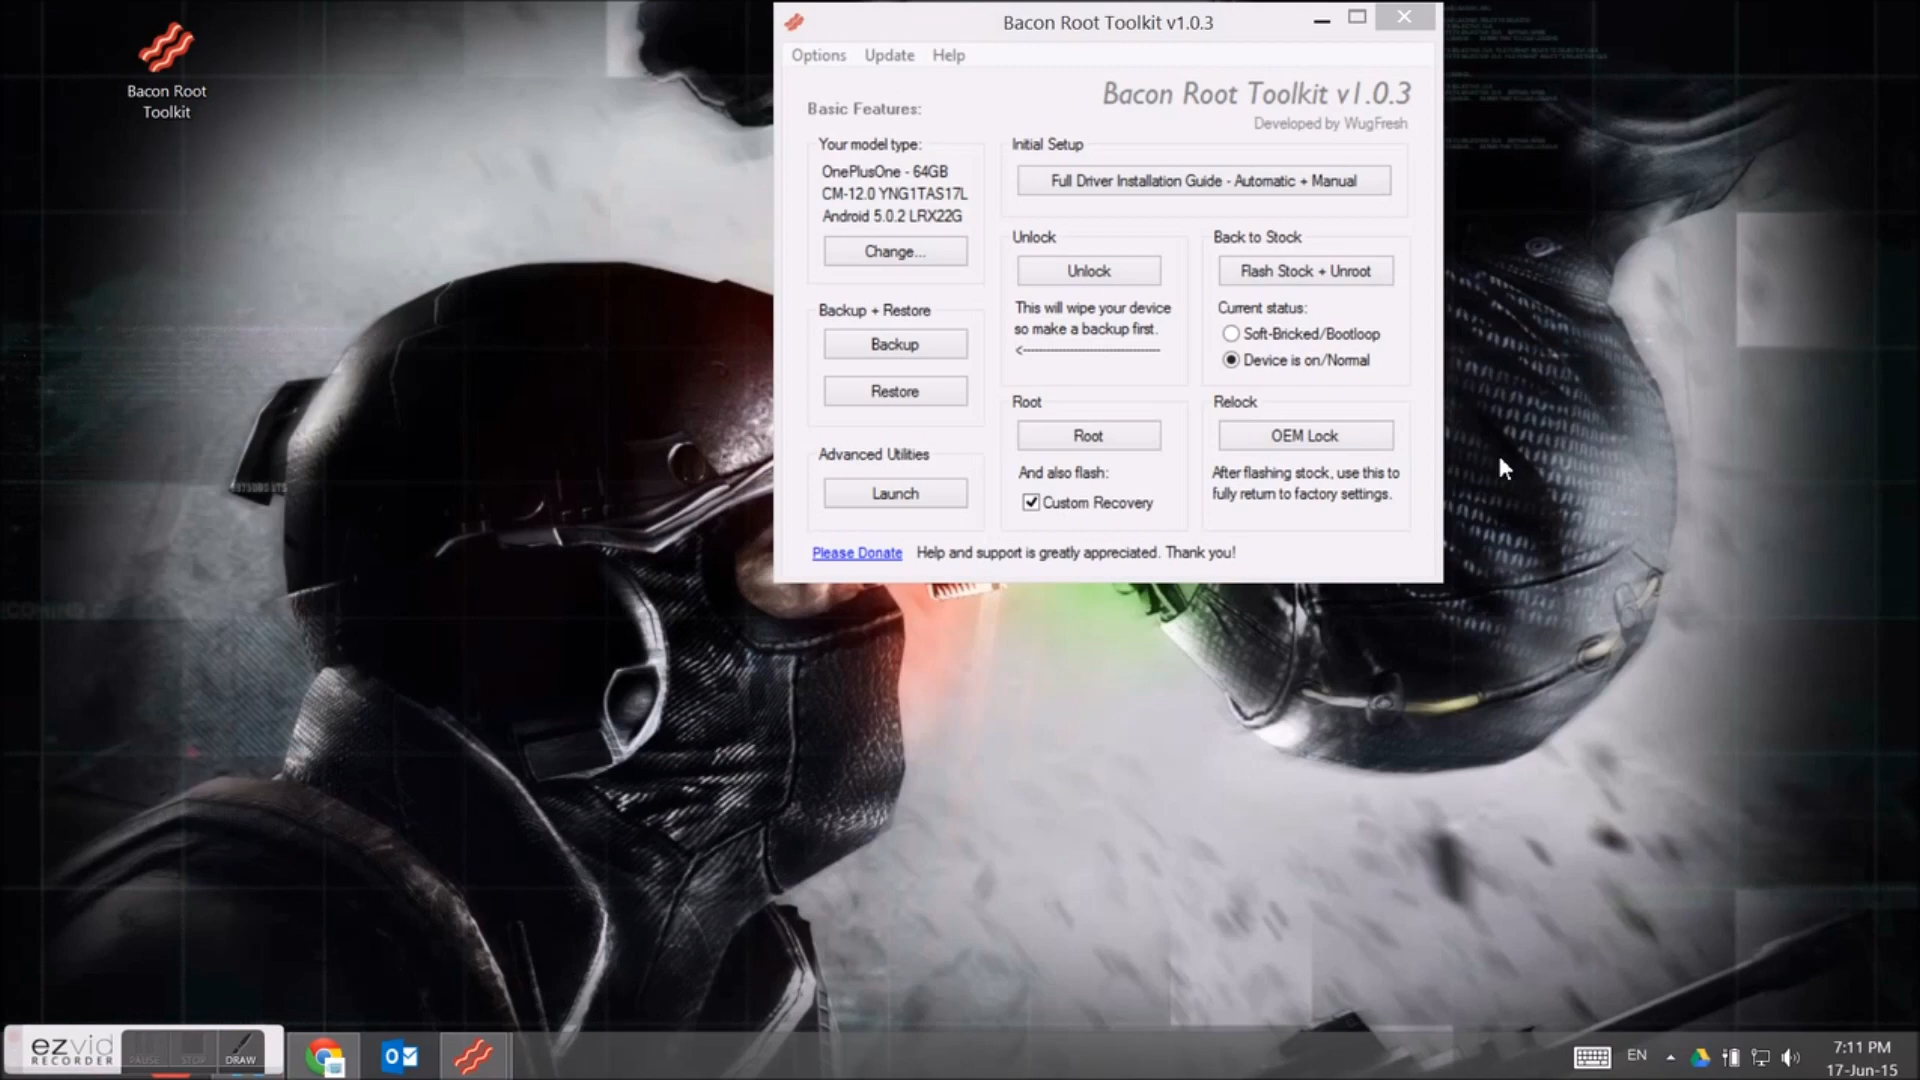 Bacon Root
Toolkit
Bacon Root Toolkit v1.0.3
Options Update Help
Bacon Root Toolkit v1.0.3
Developed by WugFresh
Basic Features:
Your model type:
OnePlusOne - 64GB
CM-12.0 YNG1TAS17L
Android 5.0.2 LRX22G
Change...
Initial Setup
Full Driver Installation Guide - Automatic + Manual
Backup + Restore
Backup
Restore
Unlock
Unlock
This will wipe your device
so make a backup first.
<-----------------------------------
Back to Stock
Flash Stock + Unroot
Current status:
Soft-Bricked/Bootloop
Device is on/Normal
Advanced Utilities
Launch
Root
Root
And also flash:
Custom Recovery
Relock
OEM Lock
After flashing stock, use this to
fully return to factory settings.
Please Donate Help and support is greatly appreciated. Thank you!
ezvid
RECORDER
PAUSE STOP DRAW
EN
7:11 PM
17-Jun-15